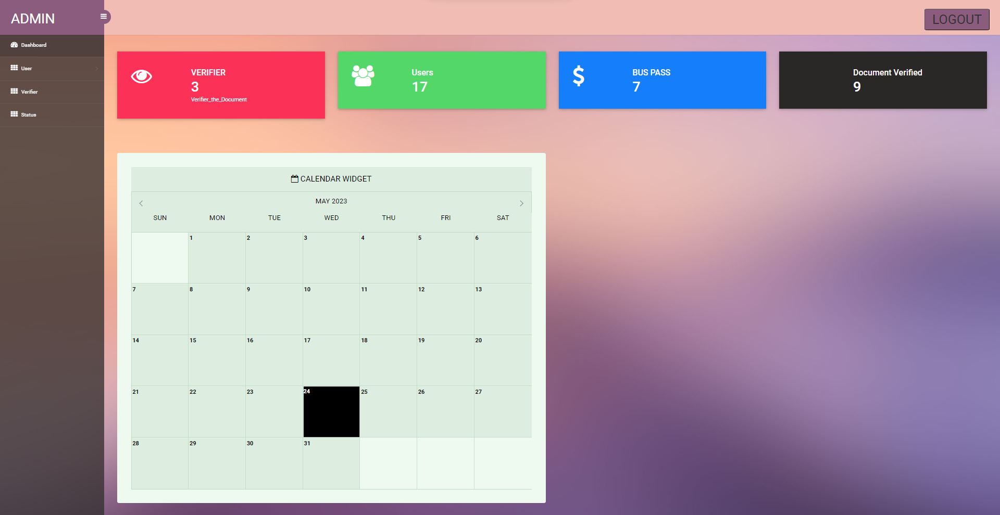 ADMIN
LOGOUT
Dashboard
User
Verifier
Status
VERIFIER
3
Verifier_the_Document
Users
17
BUS PASS
7
Document Verified
9
CALENDAR WIDGET
MAY 2023
SUN MON TUE WED THU FRI SAT
1 2 3 4 5 6
7 8 9 10 11 12 13
14 15 16 17 18 19 20
21 22 23 24 25 26 27
28 29 30 31